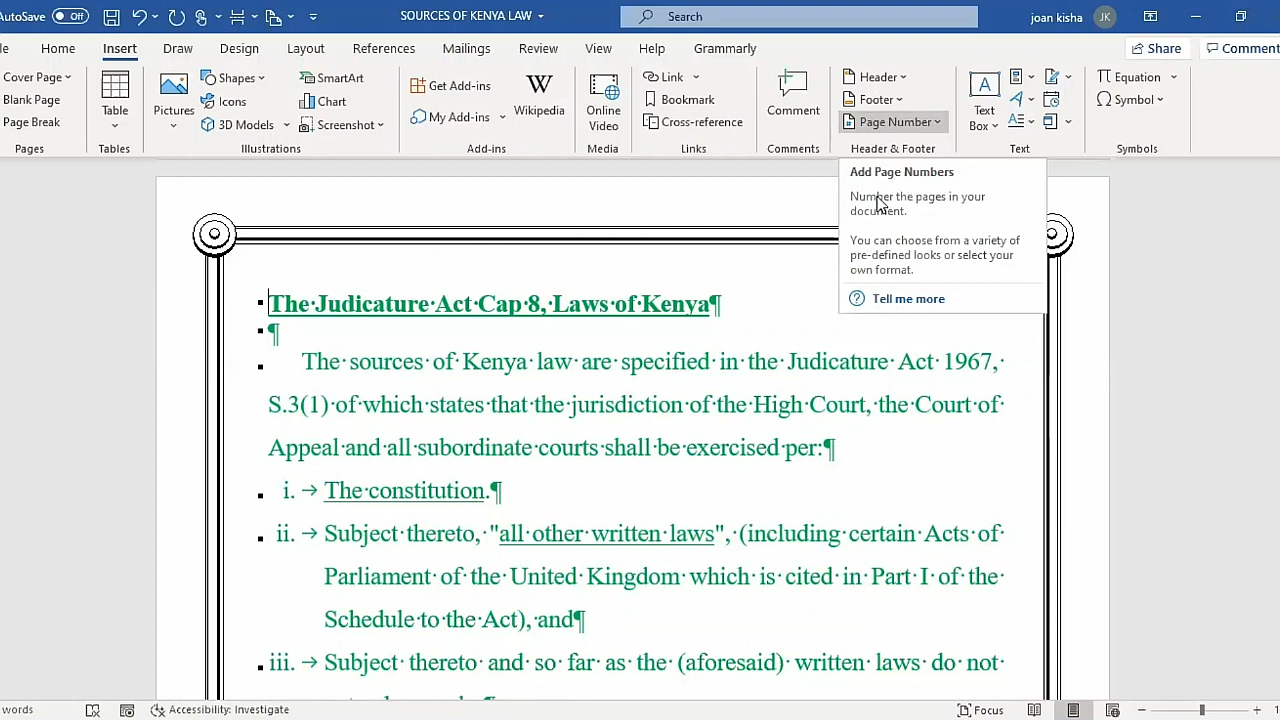 AutoSave Off SOURCES OF KENYA LAW Search joan kisha JK
Home Insert Draw Design Layout References Mailings Review View Help Grammarly Share Comment
Cover Page
Blank Page
Page Break
Pages
Table
Tables
Pictures
Shapes
Icons
3D Models
SmartArt
Chart
Screenshot
Illustrations
Get Add-ins
My Add-ins
W
Wikipedia
Add-ins
Online
Video
Media
Link
Bookmark
Cross-reference
Links
Comment
Comments
Header
Footer
Page Number
Header & Footer
A
Text
Box
Text
Equation
Symbol
Symbols
Add Page Numbers
Number the pages in your
document.
You can choose from a variety of
pre-defined looks or select your
own format.
Tell me more
The·Judicature·Act·Cap·8,·Laws·of·Kenya¶
¶
The·sources·of·Kenya·law·are·specified·in·the·Judicature·Act·1967,·
S.3(1)·of·which·states·that·the·jurisdiction·of·the·High·Court,·the·Court·of·
Appeal·and·all·subordinate·courts·shall·be·exercised·per:¶
i. → The·constitution.¶
ii. → Subject·thereto,·"all·other·written·laws",·(including·certain·Acts·of·
Parliament·of·the·United·Kingdom·which·is·cited·in·Part·I·of·the·
Schedule·to·the·Act),·and¶
iii. → Subject·thereto·and·so·far·as·the·(aforesaid)·written·laws·do·not·
words Accessibility: Investigate Focus